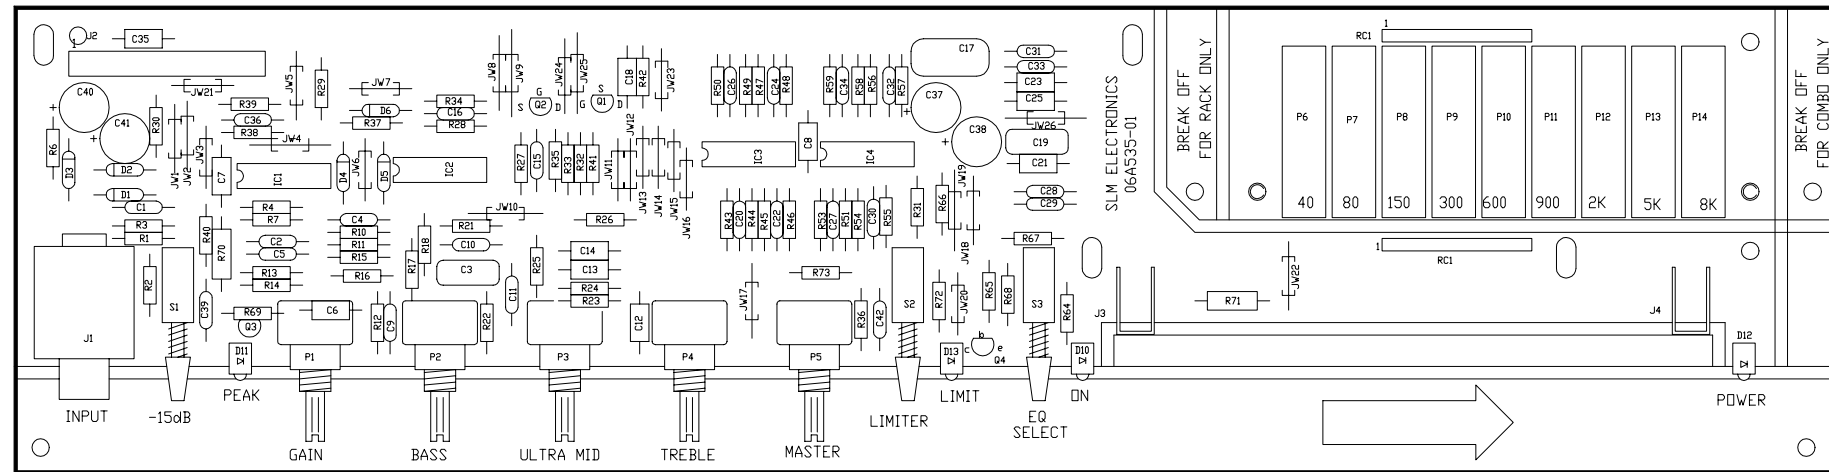 J2
1
C35
C40
C41
R6
D3
R30
D2
D1
C1
R3
R1
JW21
JW1
JW2
JW3
C7
R39
C36
R38
JW4
JW5
R29
JW7
D6
R37
IC1
D4
JW6
D5
IC2
R34
C16
R28
JW8
JW9
G
S
Q2
D
JW24
JW25
S
G
Q1
D
C18
R42
JW23
JW12
R27
C15
R35
R33
R32
R41
JW11
JW13
JW14
JW15
JW16
R50
C26
R49
R47
C24
R48
IC3
C8
R59
C34
R58
R56
C32
R57
IC4
C17
C37
C38
C31
C33
C23
C25
JW26
C19
C21
C28
C29
R67
SLM ELECTRONICS
06A535-01
BREAK OFF
FOR RACK ONLY
RC1
1
P6
P7
P8
P9
P10
P11
P12
P13
P14
40
80
150
300
600
900
2K
5K
8K
1
RC1
BREAK OFF
FOR COMBO ONLY
R40
R70
R4
R7
C2
C5
R13
R14
C4
R10
R11
R15
R16
R17
R18
R21
C10
C3
JW10
R26
C11
R25
C14
C13
R24
R23
R43
C20
R44
R45
C22
R46
R53
C27
R51
R54
C30
R55
R31
R66
JW19
JW18
R73
JW17
J1
R2
S1
C39
R69
Q3
D11
C6
P1
R12
C9
P2
R22
P3
C12
P4
P5
R36
C42
S2
R72
JW20
D13
R65
R68
b
c
e
Q4
S3
R64
D10
J3
R71
JW22
J4
D12
INPUT
-15dB
PEAK
GAIN
BASS
ULTRA MID
TREBLE
MASTER
LIMITER
LIMIT
EQ
SELECT
ON
POWER